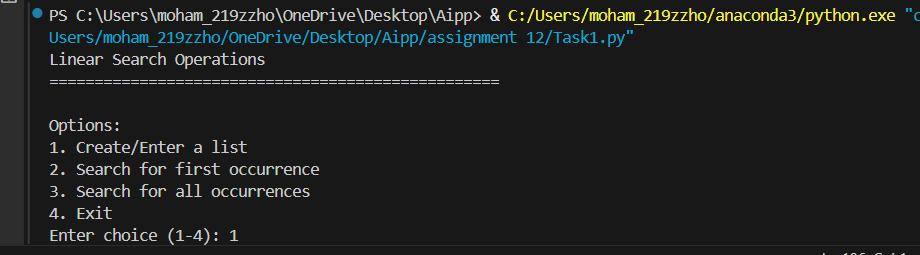 PS C:\Users\moham_219zzho\OneDrive\Desktop\Aipp> & C:/Users/moham_219zzho/anaconda3/python.exe "c
Users/moham_219zzho/OneDrive/Desktop/Aipp/assignment 12/Task1.py"
Linear Search Operations
==================================================
Options:
1. Create/Enter a list
2. Search for first occurrence
3. Search for all occurrences
4. Exit
Enter choice (1-4): 1